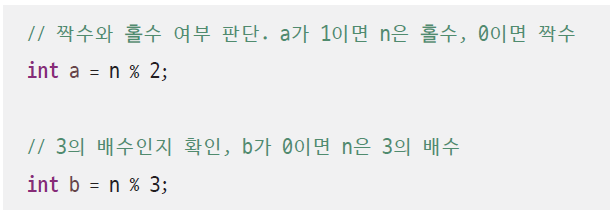 // 짝수와 홀수 여부 판단. a가 1이면 n은 홀수, 0이면 짝수
int a = n % 2;
// 3의 배수인지 확인, b가 0이면 n은 3의 배수
int b = n % 3;